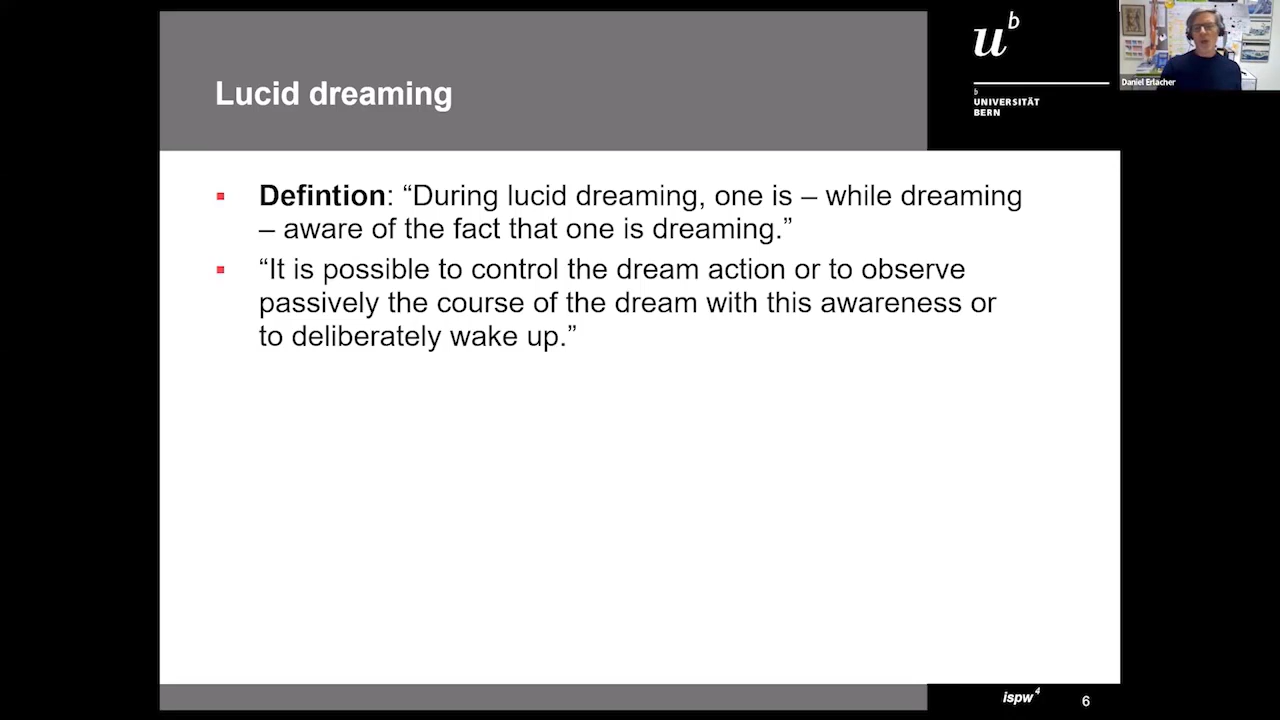 Lucid dreaming
u^b
b
UNIVERSITÄT
BERN
Daniel Erlacher
Defintion: “During lucid dreaming, one is – while dreaming
– aware of the fact that one is dreaming.”
“It is possible to control the dream action or to observe
passively the course of the dream with this awareness or
to deliberately wake up.”
ispw4
6